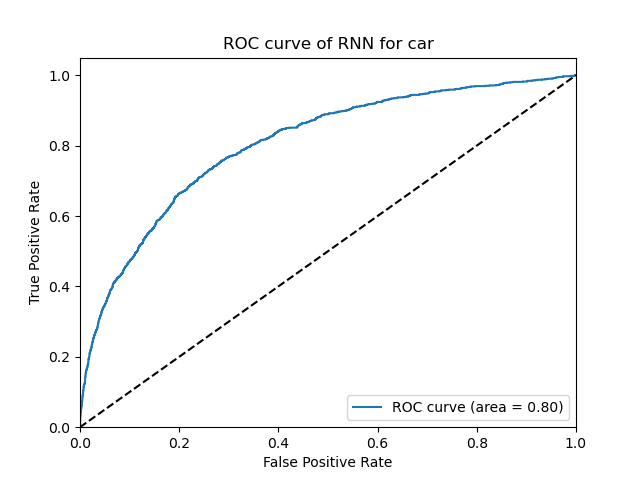 ROC curve of RNN for car
True Positive Rate
1.0
0.8
0.6
0.4
0.2
0.0
ROC curve (area = 0.80)
0.0 0.2 0.4 0.6 0.8 1.0
False Positive Rate